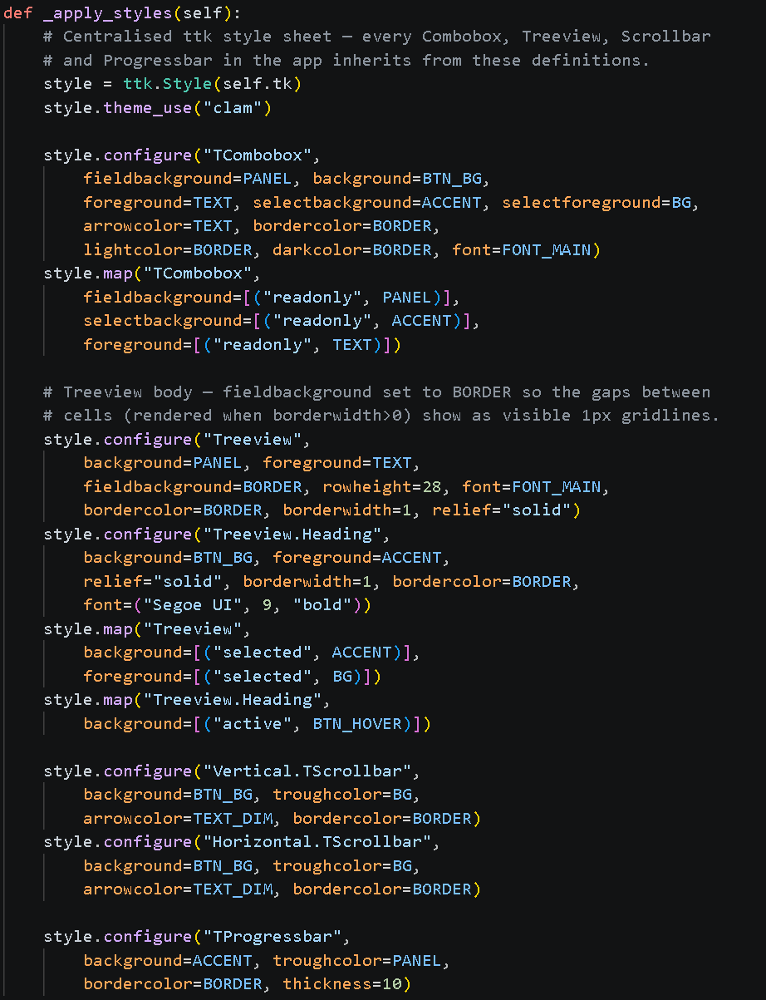 def _apply_styles(self):
    # Centralised ttk style sheet — every Combobox, Treeview, Scrollbar
    # and Progressbar in the app inherits from these definitions.
    style = ttk.Style(self.tk)
    style.theme_use("clam")

    style.configure("TCombobox",
        fieldbackground=PANEL, background=BTN_BG,
        foreground=TEXT, selectbackground=ACCENT, selectforeground=BG,
        arrowcolor=TEXT, bordercolor=BORDER,
        lightcolor=BORDER, darkcolor=BORDER, font=FONT_MAIN)
    style.map("TCombobox",
        fieldbackground=[("readonly", PANEL)],
        selectbackground=[("readonly", ACCENT)],
        foreground=[("readonly", TEXT)])

    # Treeview body — fieldbackground set to BORDER so the gaps between
    # cells (rendered when borderwidth>0) show as visible 1px gridlines.
    style.configure("Treeview",
        background=PANEL, foreground=TEXT,
        fieldbackground=BORDER, rowheight=28, font=FONT_MAIN,
        bordercolor=BORDER, borderwidth=1, relief="solid")
    style.configure("Treeview.Heading",
        background=BTN_BG, foreground=ACCENT,
        relief="solid", borderwidth=1, bordercolor=BORDER,
        font=("Segoe UI", 9, "bold"))
    style.map("Treeview",
        background=[("selected", ACCENT)],
        foreground=[("selected", BG)])
    style.map("Treeview.Heading",
        background=[("active", BTN_HOVER)])

    style.configure("Vertical.TScrollbar",
        background=BTN_BG, troughcolor=BG,
        arrowcolor=TEXT_DIM, bordercolor=BORDER)
    style.configure("Horizontal.TScrollbar",
        background=BTN_BG, troughcolor=BG,
        arrowcolor=TEXT_DIM, bordercolor=BORDER)

    style.configure("TProgressbar",
        background=ACCENT, troughcolor=PANEL,
        bordercolor=BORDER, thickness=10)